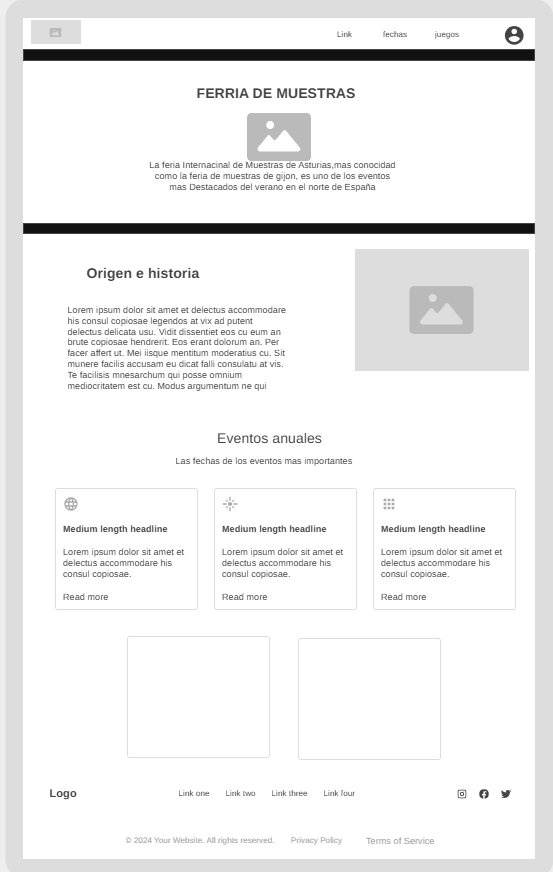 Link fechas juegos
FERRIA DE MUESTRAS
La feria Internacinal de Muestras de Asturias,mas conocidad
como la feria de muestras de gijon, es uno de los eventos
mas Destacados del verano en el norte de España
Origen e historia
Lorem ipsum dolor sit amet et delectus accommodare
his consul copiosae legendos at vix ad putent
delectus delicata usu. Vidit dissentiet eos cu eum an
brute copiosae hendrerit. Eos erant dolorum an. Per
facer affert ut. Mei iisque mentitum moderatius cu. Sit
munere facilis accusam eu dicat falli consulatu at vis.
Te facilisis mnesarchum qui posse omnium
mediocritatem est cu. Modus argumentum ne qui
Eventos anuales
Las fechas de los eventos mas importantes
Medium length headline
Lorem ipsum dolor sit amet et
delectus accommodare his
consul copiosae.
Read more
Medium length headline
Lorem ipsum dolor sit amet et
delectus accommodare his
consul copiosae.
Read more
Medium length headline
Lorem ipsum dolor sit amet et
delectus accommodare his
consul copiosae.
Read more
Logo Link one Link two Link three Link four
© 2024 Your Website. All rights reserved. Privacy Policy Terms of Service